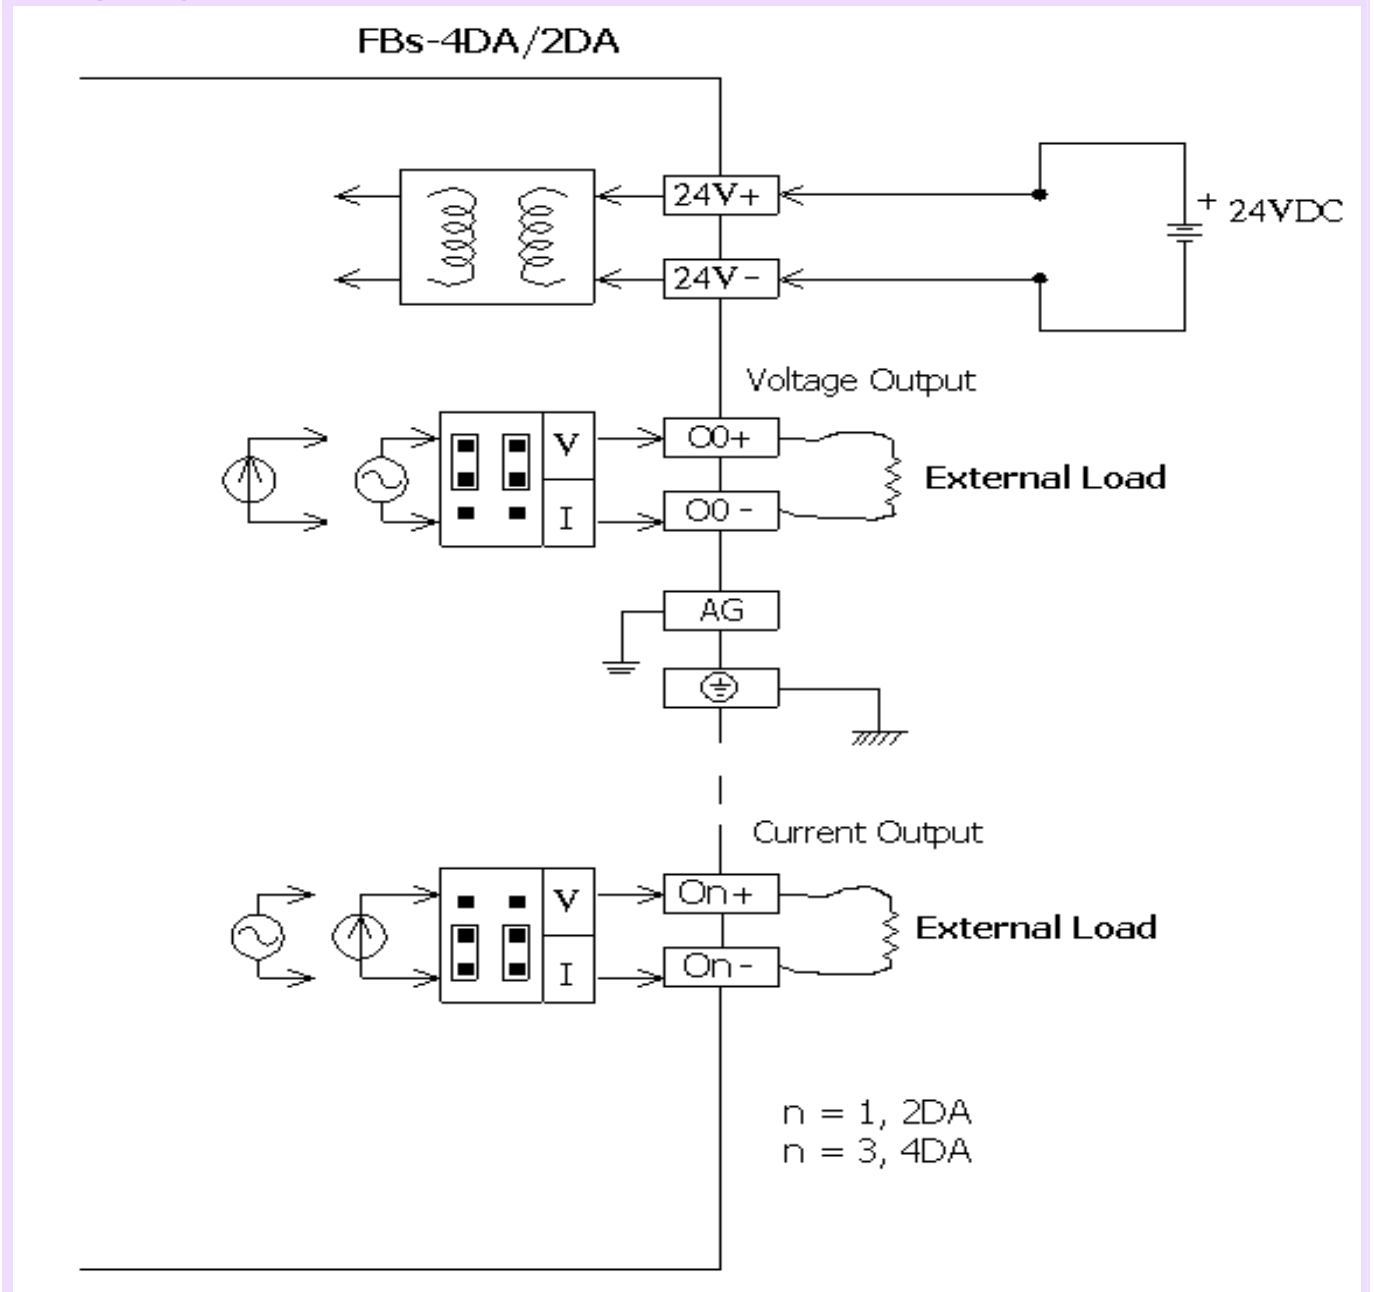 FBs-4DA/2DA
24V+
+ 24VDC
24V-
Voltage Output
V
O0+
External Load
I
O0-
AG
Current Output
V
On+
External Load
I
On-
n = 1, 2DA
n = 3, 4DA